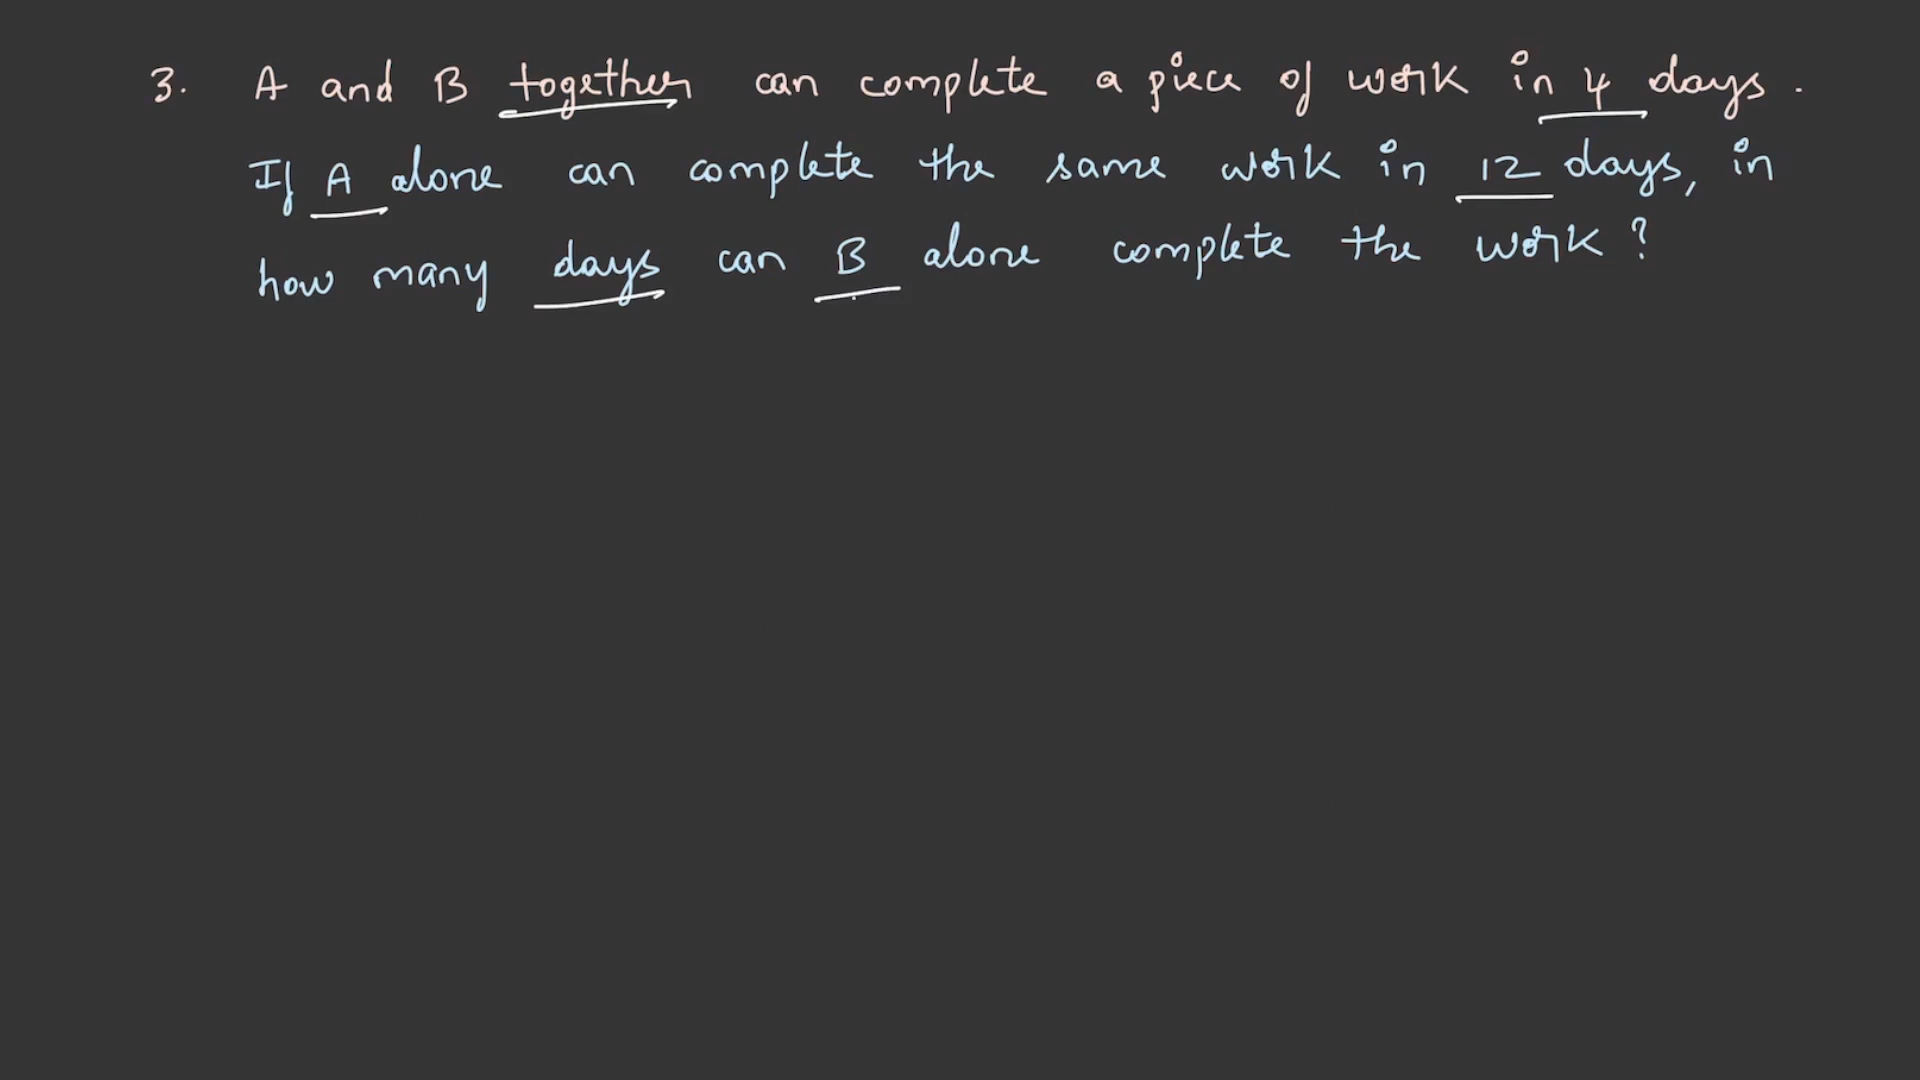 3. A and B together can complete a piece of work in 4 days.
If A alone can complete the same work in 12 days, in
how many days can B alone complete the work?